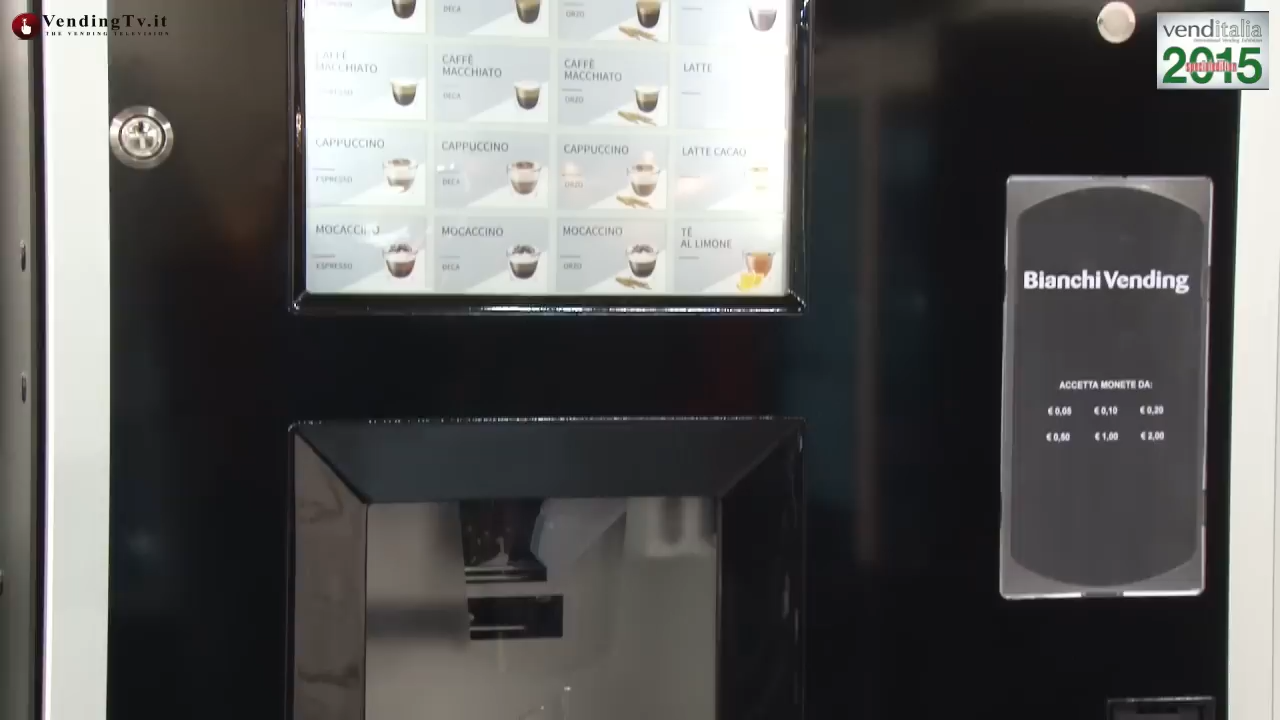 VendingTv.it
THE VENDING TELEVISION
venditalia
2015
DECA
ORZO
CAFFÈ
MACCHIATO
ESPRESSO
CAFFÈ
MACCHIATO
DECA
CAFFÈ
MACCHIATO
ORZO
LATTE
CAPPUCCINO
ESPRESSO
CAPPUCCINO
DECA
CAPPUCCINO
ORZO
LATTE CACAO
MOCACCINO
ESPRESSO
MOCACCINO
DECA
MOCACCINO
ORZO
TÈ
AL LIMONE
Bianchi Vending
ACCETTA MONETE DA:
€ 0,05 € 0,10 € 0,20
€ 0,50 € 1,00 € 2,00